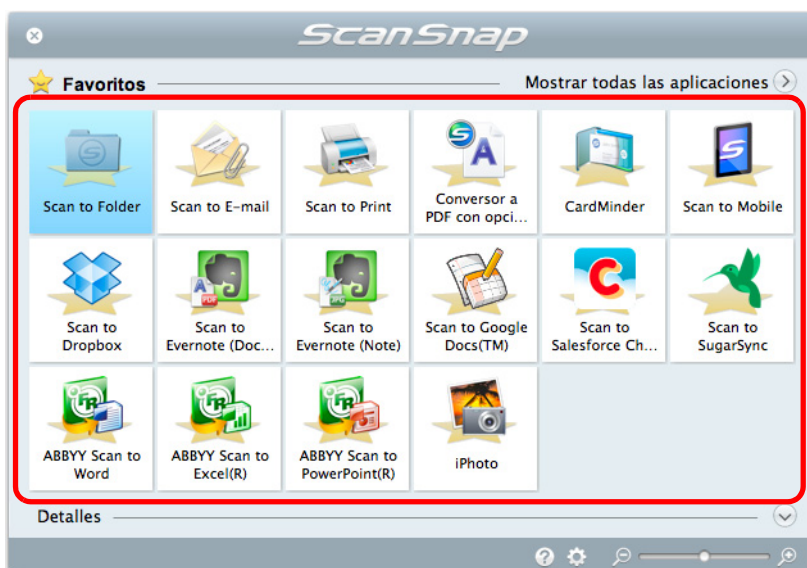 ScanSnap
Favoritos
Mostrar todas las aplicaciones
Scan to Folder
Scan to E-mail
Scan to Print
Conversor a
PDF con opci...
CardMinder
Scan to Mobile
Scan to
Dropbox
Scan to
Evernote (Doc...
Scan to
Evernote (Note)
Scan to Google
Docs(TM)
Scan to
Salesforce Ch...
Scan to
SugarSync
ABBYY Scan to
Word
ABBYY Scan to
Excel(R)
ABBYY Scan to
PowerPoint(R)
iPhoto
Detalles